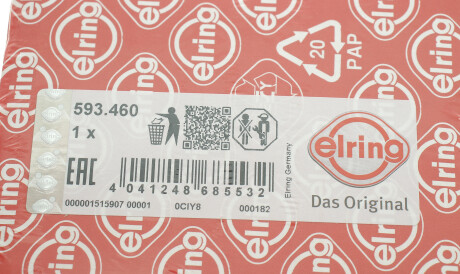 elring
20
PAP
593.460
1 x
EAC
4 041248 685532
000001515907 00001 0CIY8 000182
Elring Germany
elring
Das Original